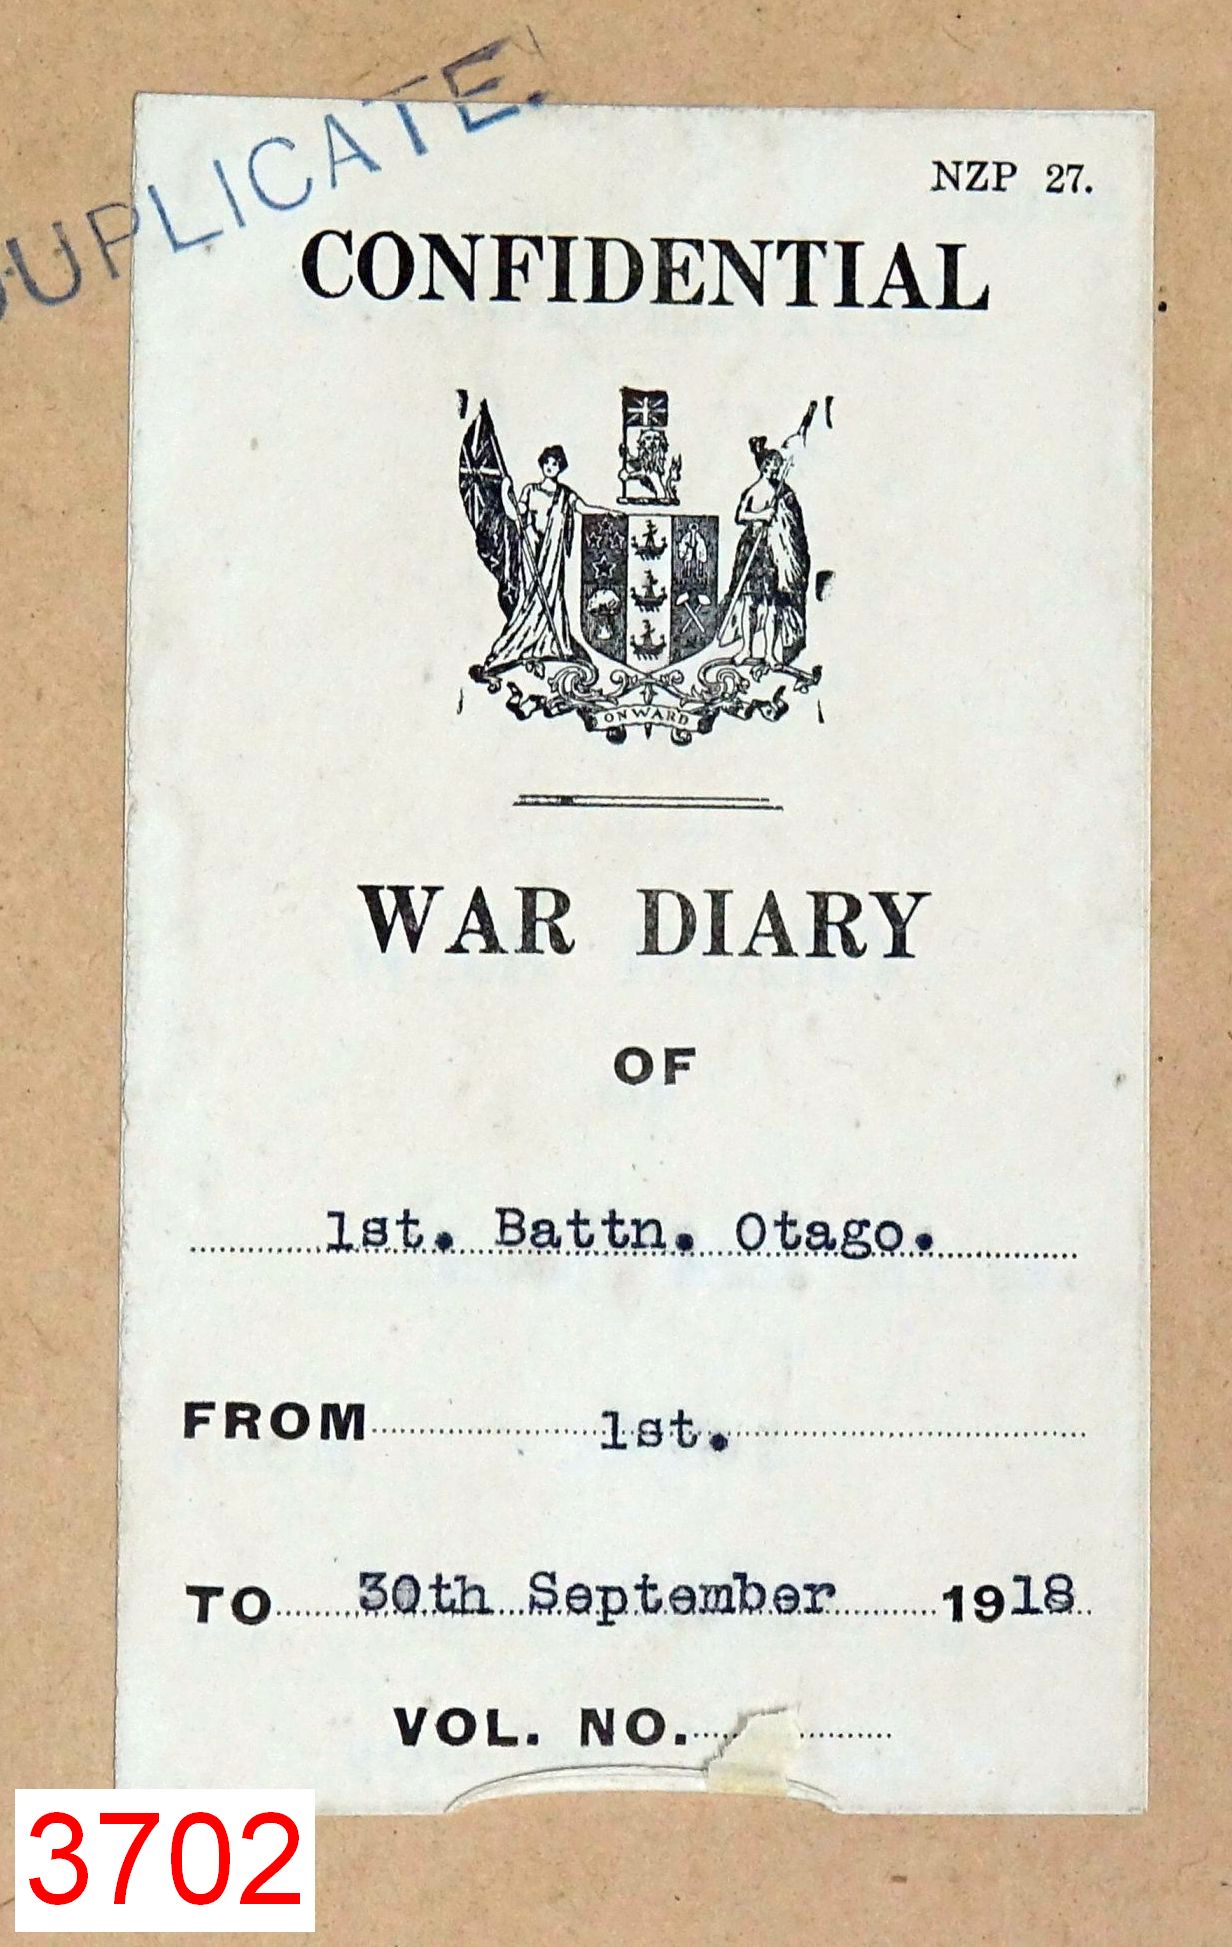 DUPLICATE.
NZP 27.
CONFIDENTIAL
ONWARD
WAR DIARY
OF
1st. Battn. Otago.
FROM 1st.
TO 30th September 1918
VOL. NO.
3702